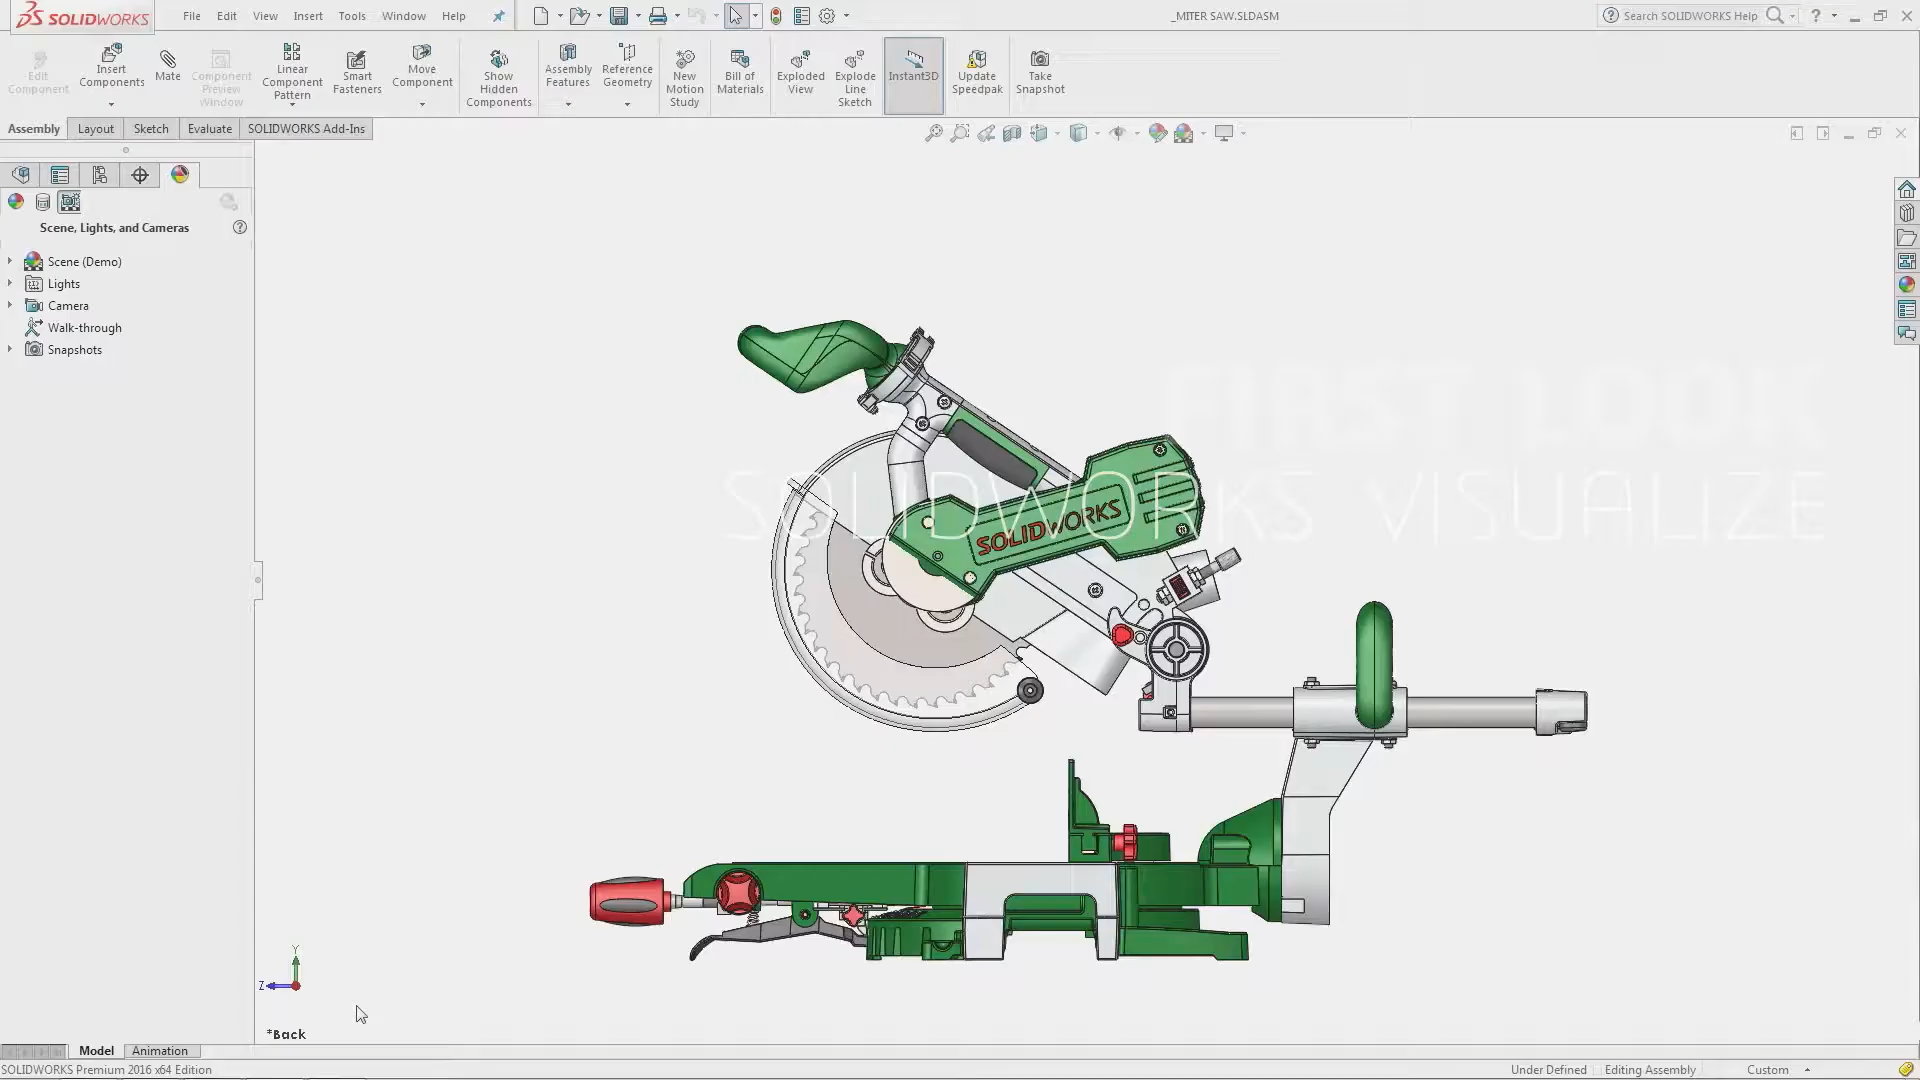 SOLIDWORKS
File Edit View Insert Tools Window Help
_MITER SAW.SLDASM
Search SOLIDWORKS Help
Edit Component
Insert Components
Mate
Component Preview Window
Linear Component Pattern
Smart Fasteners
Move Component
Show Hidden Components
Assembly Features
Reference Geometry
New Motion Study
Bill of Materials
Exploded View
Explode Line Sketch
Instant3D
Update Speedpak
Take Snapshot
Assembly Layout Sketch Evaluate SOLIDWORKS Add-Ins
Scene, Lights, and Cameras
Scene (Demo)
Lights
Camera
Walk-through
Snapshots
FIRST LOOK
SOLIDWORKS VISUALIZE
SOLIDWORKS
Y
Z
*Back
Model Animation
SOLIDWORKS Premium 2016 x64 Edition
Under Defined Editing Assembly Custom